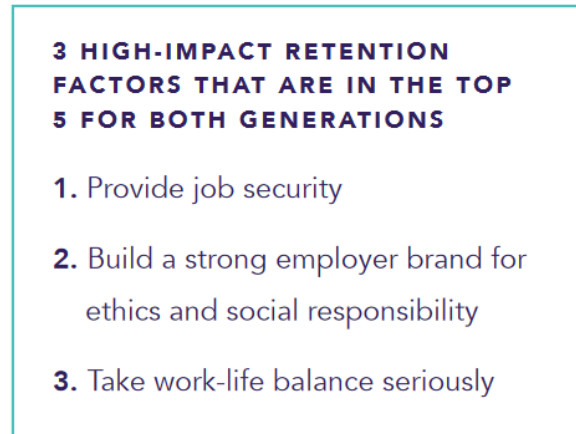 3 HIGH-IMPACT RETENTION
FACTORS THAT ARE IN THE TOP
5 FOR BOTH GENERATIONS
1. Provide job security
2. Build a strong employer brand for
ethics and social responsibility
3. Take work-life balance seriously